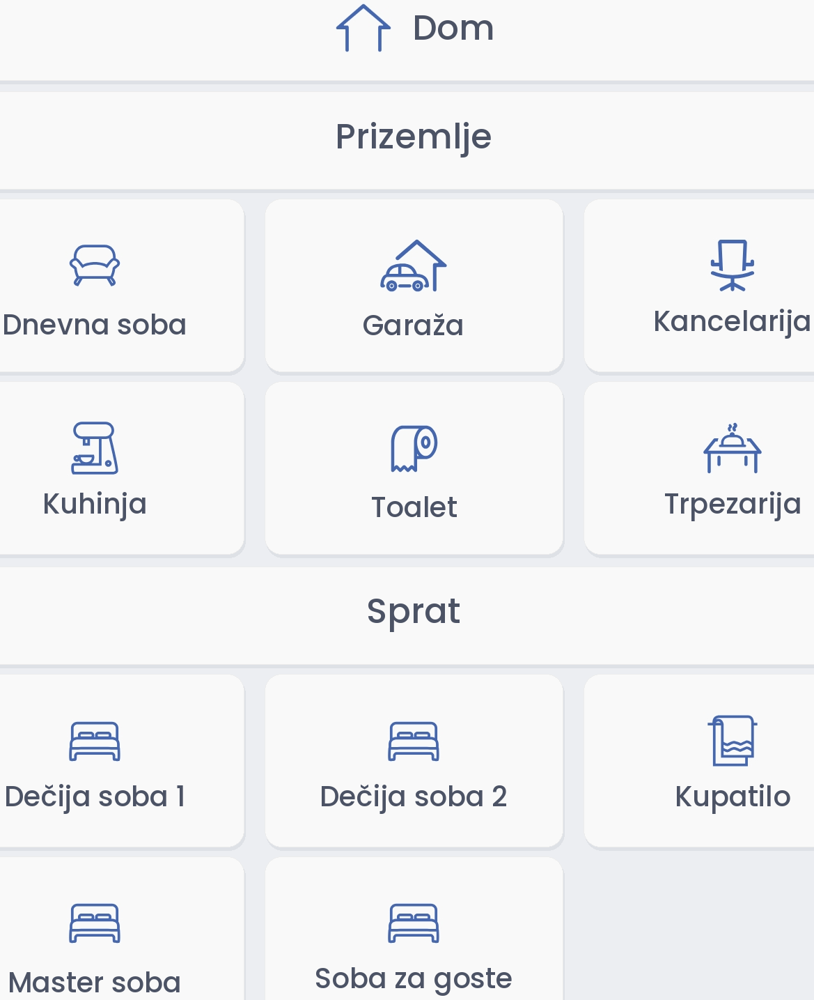 Dom
Prizemlje
Dnevna soba
Garaža
Kancelarija
Kuhinja
Toalet
Trpezarija
Sprat
Dečija soba 1
Dečija soba 2
Kupatilo
Master soba
Soba za goste